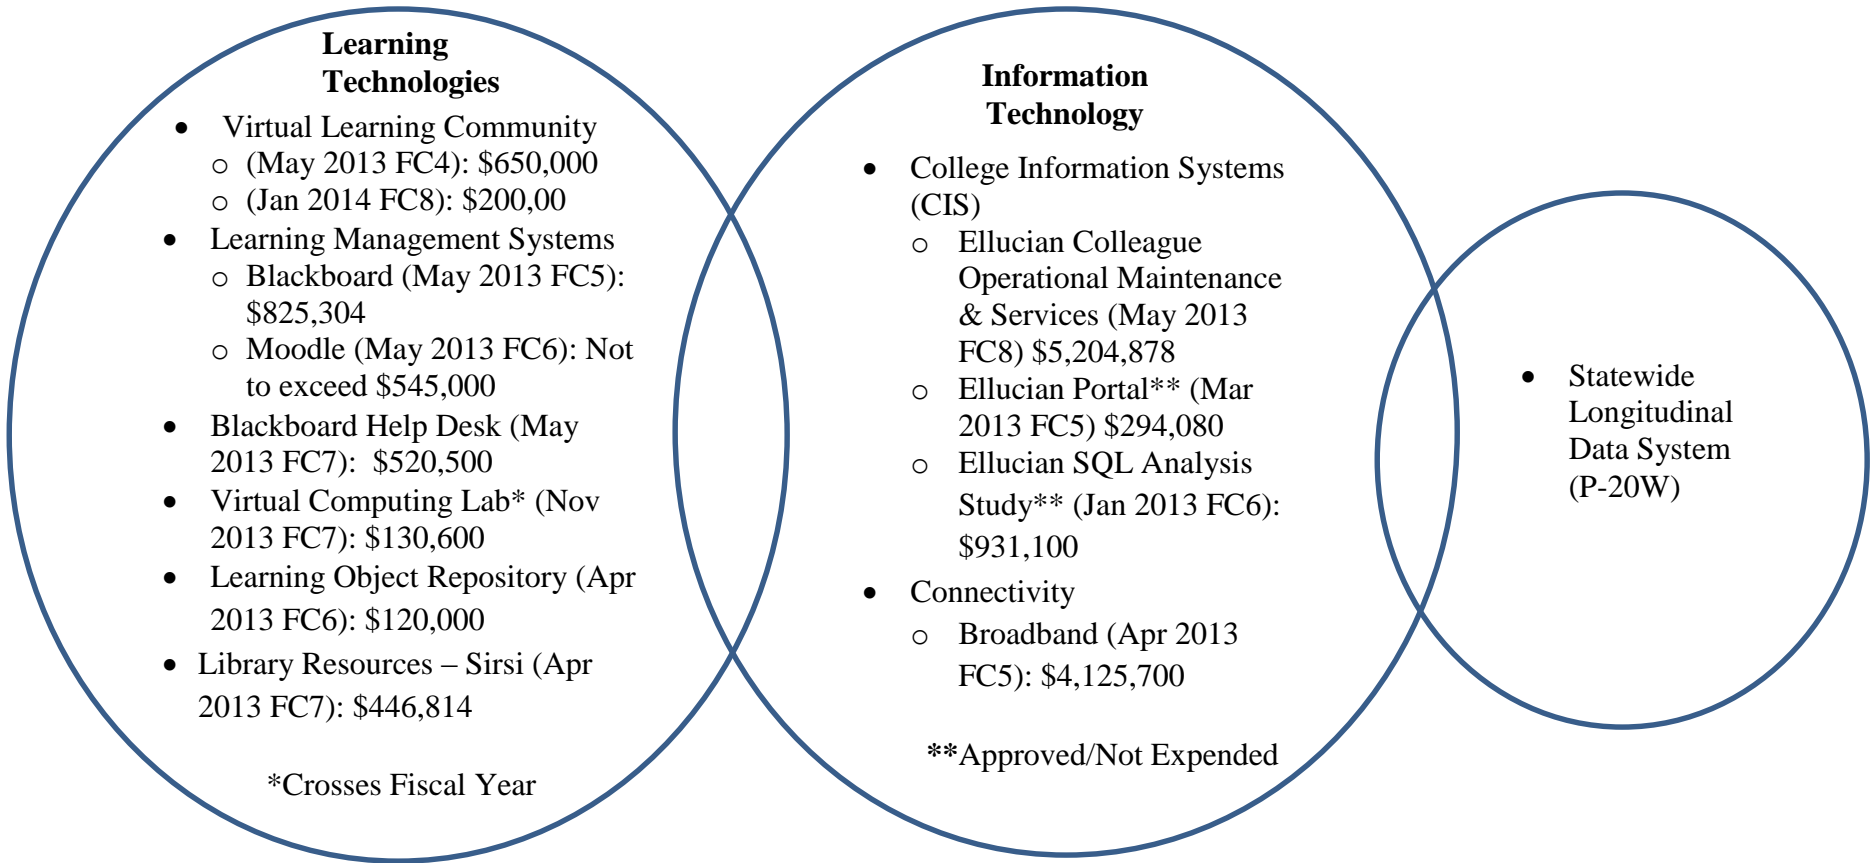 Learning
Technologies
• Virtual Learning Community
o (May 2013 FC4): $650,000
o (Jan 2014 FC8): $200,00
• Learning Management Systems
o Blackboard (May 2013 FC5):
$825,304
o Moodle (May 2013 FC6): Not
to exceed $545,000
• Blackboard Help Desk (May
2013 FC7): $520,500
• Virtual Computing Lab* (Nov
2013 FC7): $130,600
• Learning Object Repository (Apr
2013 FC6): $120,000
• Library Resources – Sirsi (Apr
2013 FC7): $446,814
*Crosses Fiscal Year
Information
Technology
• College Information Systems
(CIS)
o Ellucian Colleague
Operational Maintenance
& Services (May 2013
FC8) $5,204,878
o Ellucian Portal** (Mar
2013 FC5) $294,080
o Ellucian SQL Analysis
Study** (Jan 2013 FC6):
$931,100
• Connectivity
o Broadband (Apr 2013
FC5): $4,125,700
**Approved/Not Expended
• Statewide
Longitudinal
Data System
(P-20W)